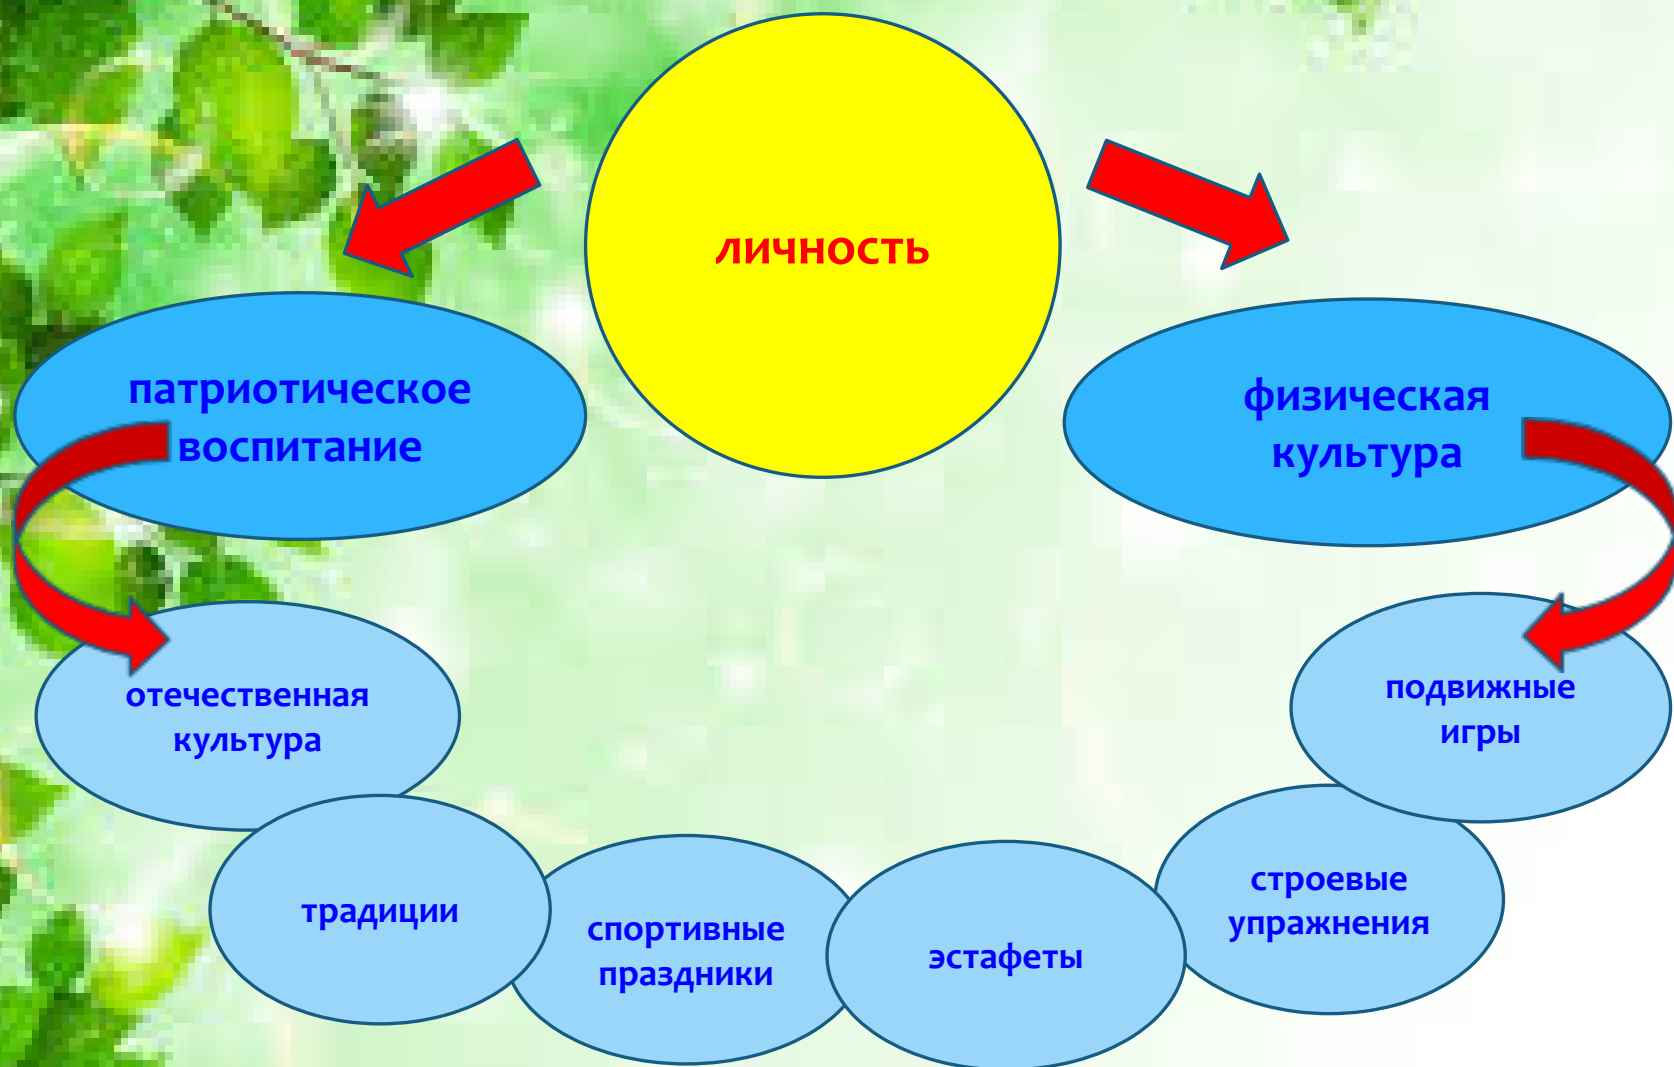 личность
патриотическое
воспитание
физическая
культура
отечественная
культура
подвижные
игры
традиции
спортивные
праздники
эстафеты
строевые
упражнения